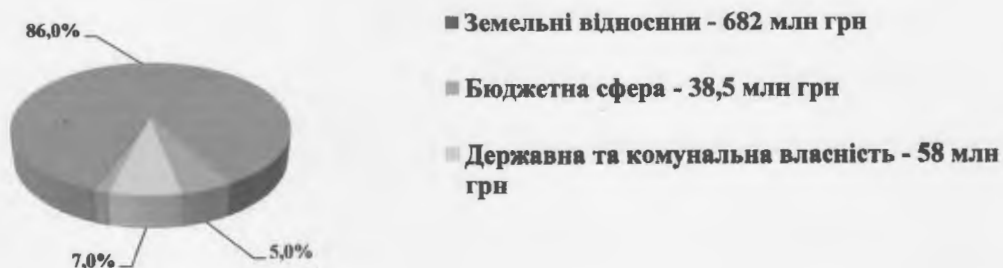 86,0%
7,0%
5,0%
Земельні відносини - 682 млн грн
Бюджетна сфера - 38,5 млн грн
Державна та комунальна власність - 58 млн
грн